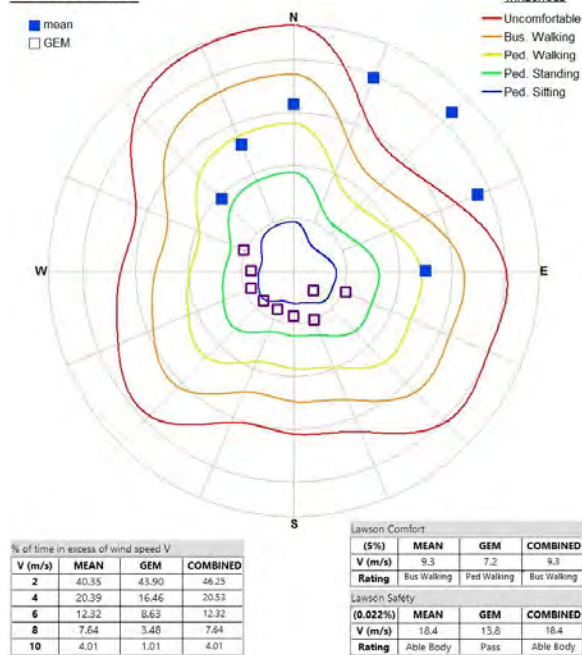 mean
GEM
Uncomfortable
Bus. Walking
Ped. Walking
Ped. Standing
Ped. Sitting
N
W
E
S
% of time in excess of wind speed V
V (m/s) MEAN GEM COMBINED
2 40.35 43.90 46.25
4 20.39 16.46 20.53
6 12.32 8.63 12.32
8 7.64 3.48 7.64
10 4.01 1.01 4.01
Lawson Comfort
(5%) MEAN GEM COMBINED
V (m/s) 9.3 7.2 9.3
Rating Bus Walking Ped Walking Bus Walking
Lawson Safety
(0.022%) MEAN GEM COMBINED
V (m/s) 18.4 13.8 18.4
Rating Able Body Pass Able Body